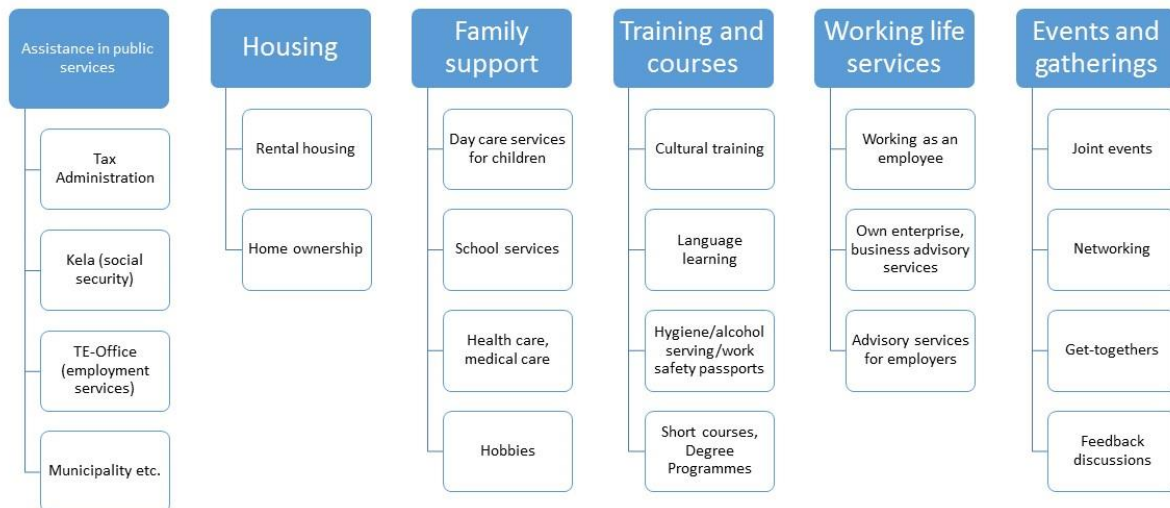 Assistance in public
services
Tax
Administration
Kela (social
security)
TE-Office
(employment
services)
Municipality etc.
Housing
Rental housing
Home ownership
Family
support
Day care services
for children
School services
Health care,
medical care
Hobbies
Training and
courses
Cultural training
Language
learning
Hygiene/alcohol
serving/work
safety passports
Short courses,
Degree
Programmes
Working life
services
Working as an
employee
Own enterprise,
business advisory
services
Advisory services
for employers
Events and
gatherings
Joint events
Networking
Get-togethers
Feedback
discussions